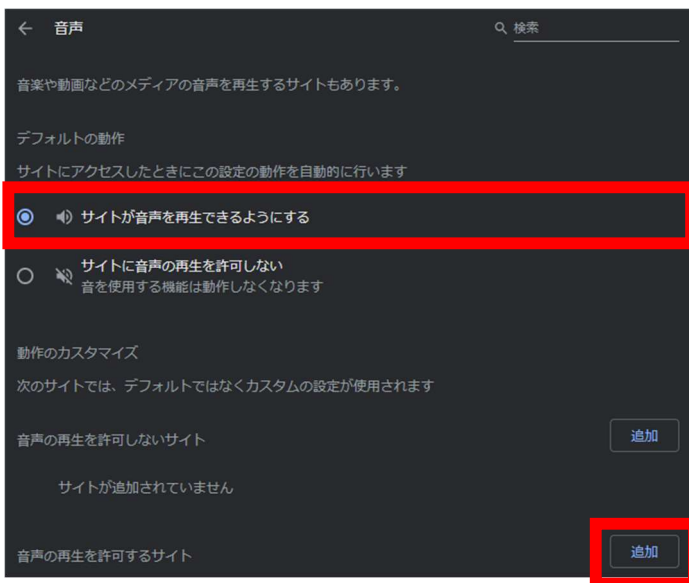 音声
検索
音楽や動画などのメディアの音声を再生するサイトもあります。
デフォルトの動作
サイトにアクセスしたときにこの設定の動作を自動的に行います
サイトが音声を再生できるようにする
サイトに音声の再生を許可しない
音を使用する機能は動作しなくなります
動作のカスタマイズ
次のサイトでは、デフォルトではなくカスタムの設定が使用されます
音声の再生を許可しないサイト
追加
サイトが追加されていません
音声の再生を許可するサイト
追加